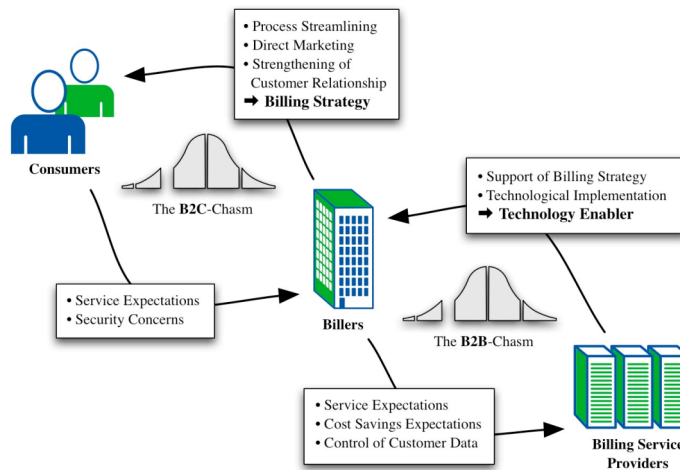 • Process Streamlining
• Direct Marketing
• Strengthening of
Customer Relationship
➡ Billing Strategy
Consumers
The B2C-Chasm
• Support of Billing Strategy
• Technological Implementation
➡ Technology Enabler
• Service Expectations
• Security Concerns
Billers
The B2B-Chasm
• Service Expectations
• Cost Savings Expectations
• Control of Customer Data
Billing Service
Providers